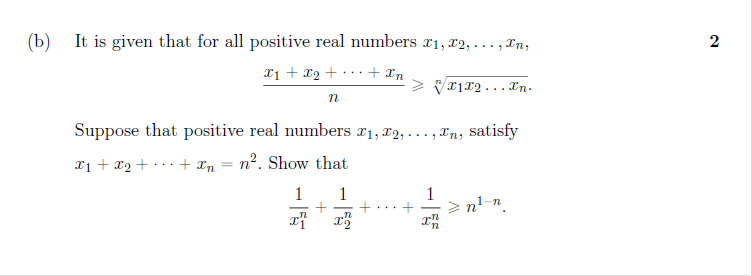 (b) It is given that for all positive real numbers x₁, x₂, . . . , xₙ, 2
(x₁ + x₂ + · · · + xₙ)/n ⩾ ⁿ√(x₁x₂ . . . xₙ).
Suppose that positive real numbers x₁, x₂, . . . , xₙ, satisfy
x₁ + x₂ + · · · + xₙ = n². Show that
1/x₁ⁿ + 1/x₂ⁿ + · · · + 1/xₙⁿ ⩾ n¹⁻ⁿ.